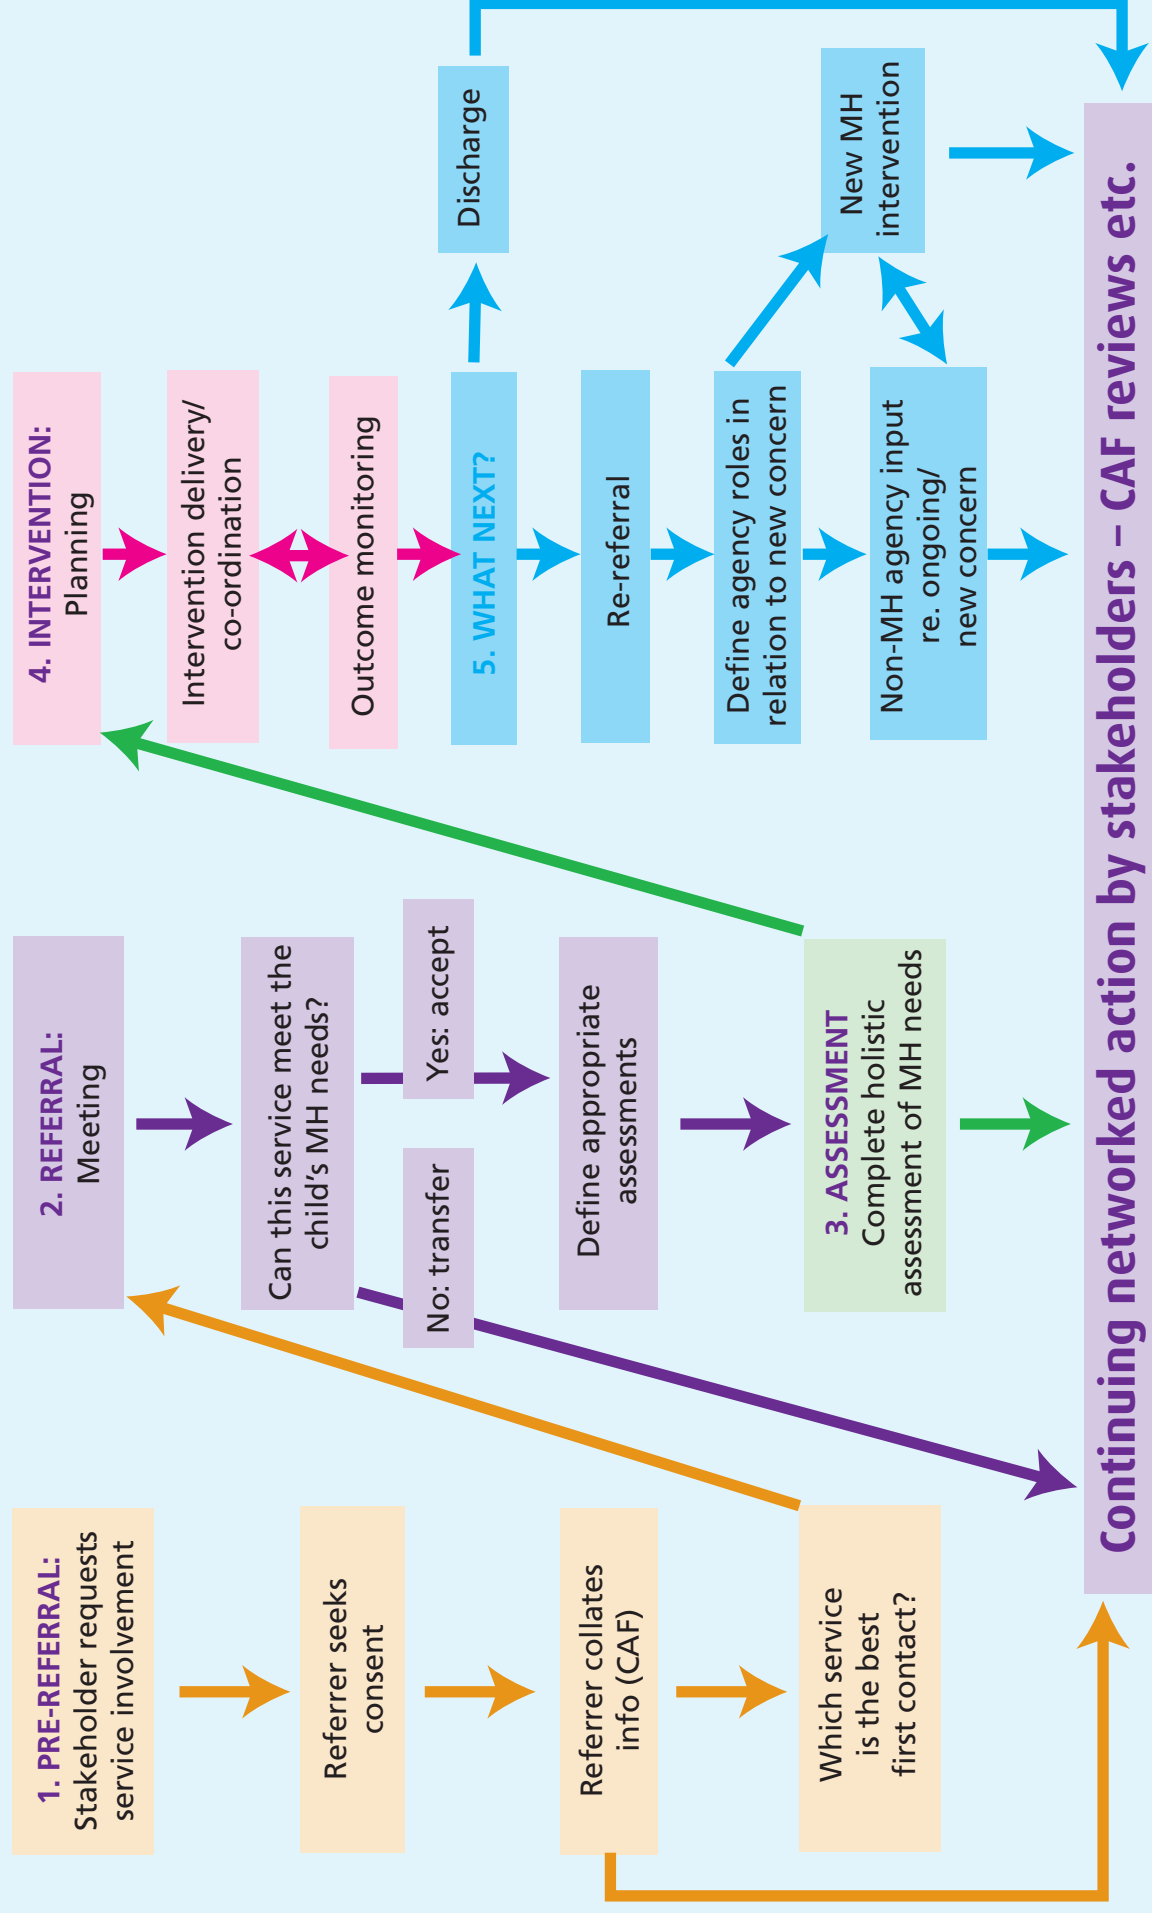 1. PRE-REFERRAL:
Stakeholder requests
service involvement
Referrer seeks
consent
Referrer collates
info (CAF)
Which service
is the best
first contact?
2. REFERRAL:
Meeting
Can this service meet the
child’s MH needs?
No: transfer
Yes: accept
Define appropriate
assessments
3. ASSESSMENT
Complete holistic
assessment of MH needs
4. INTERVENTION:
Planning
Intervention delivery/
co-ordination
Outcome monitoring
5. WHAT NEXT?
Discharge
Re-referral
Define agency roles in
relation to new concern
New MH
intervention
Non-MH agency input
re. ongoing/
new concern
Continuing networked action by stakeholders – CAF reviews etc.